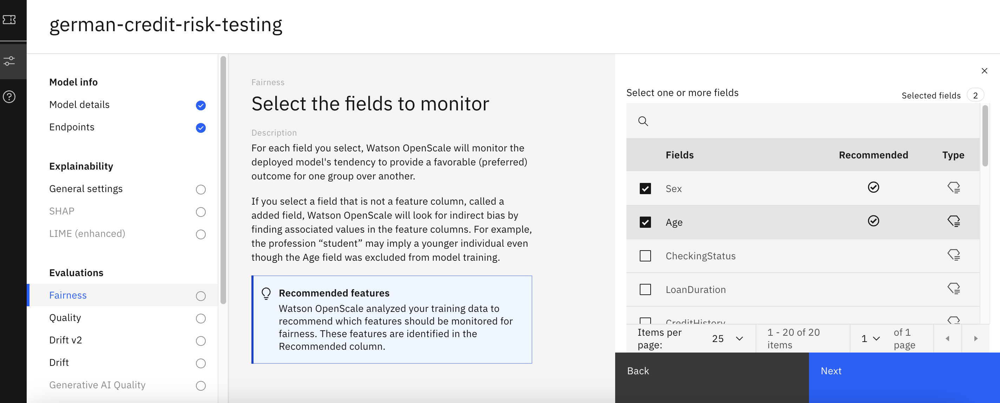 german-credit-risk-testing
Model info
Model details
Endpoints
Explainability
General settings
SHAP
LIME (enhanced)
Evaluations
Fairness
Quality
Drift v2
Drift
Generative AI Quality
Fairness
Select the fields to monitor
Description
For each field you select, Watson OpenScale will monitor the
deployed model's tendency to provide a favorable (preferred)
outcome for one group over another.
If you select a field that is not a feature column, called a
added field, Watson OpenScale will look for indirect bias by
finding associated values in the feature columns. For example,
the profession “student” may imply a younger individual even
though the Age field was excluded from model training.
Recommended features
Watson OpenScale analyzed your training data to
recommend which features should be monitored for
fairness. These features are identified in the
Recommended column.
Select one or more fields
Selected fields 2
Fields Recommended Type
Sex
Age
CheckingStatus
LoanDuration
CreditHistory
Items per
page:
25
1 - 20 of 20
items
1
of 1
page
Back
Next